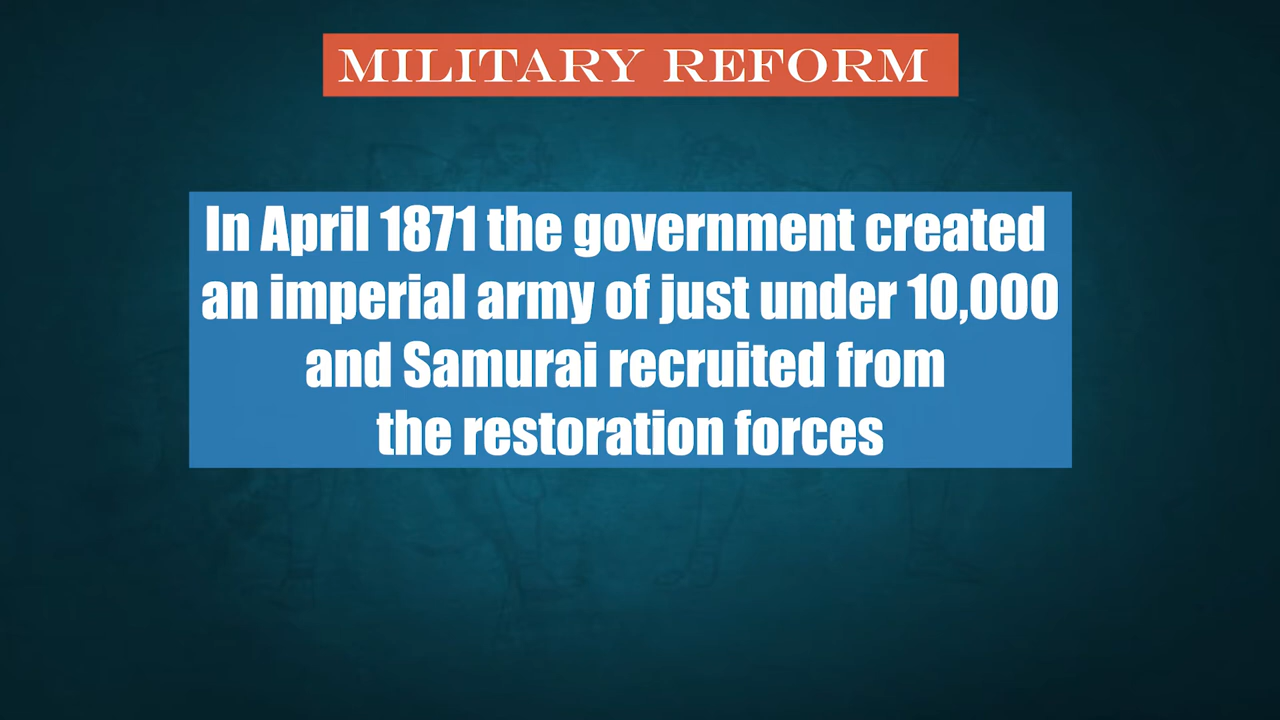 MILITARY REFORM
In April 1871 the government created
an imperial army of just under 10,000
and Samurai recruited from
the restoration forces